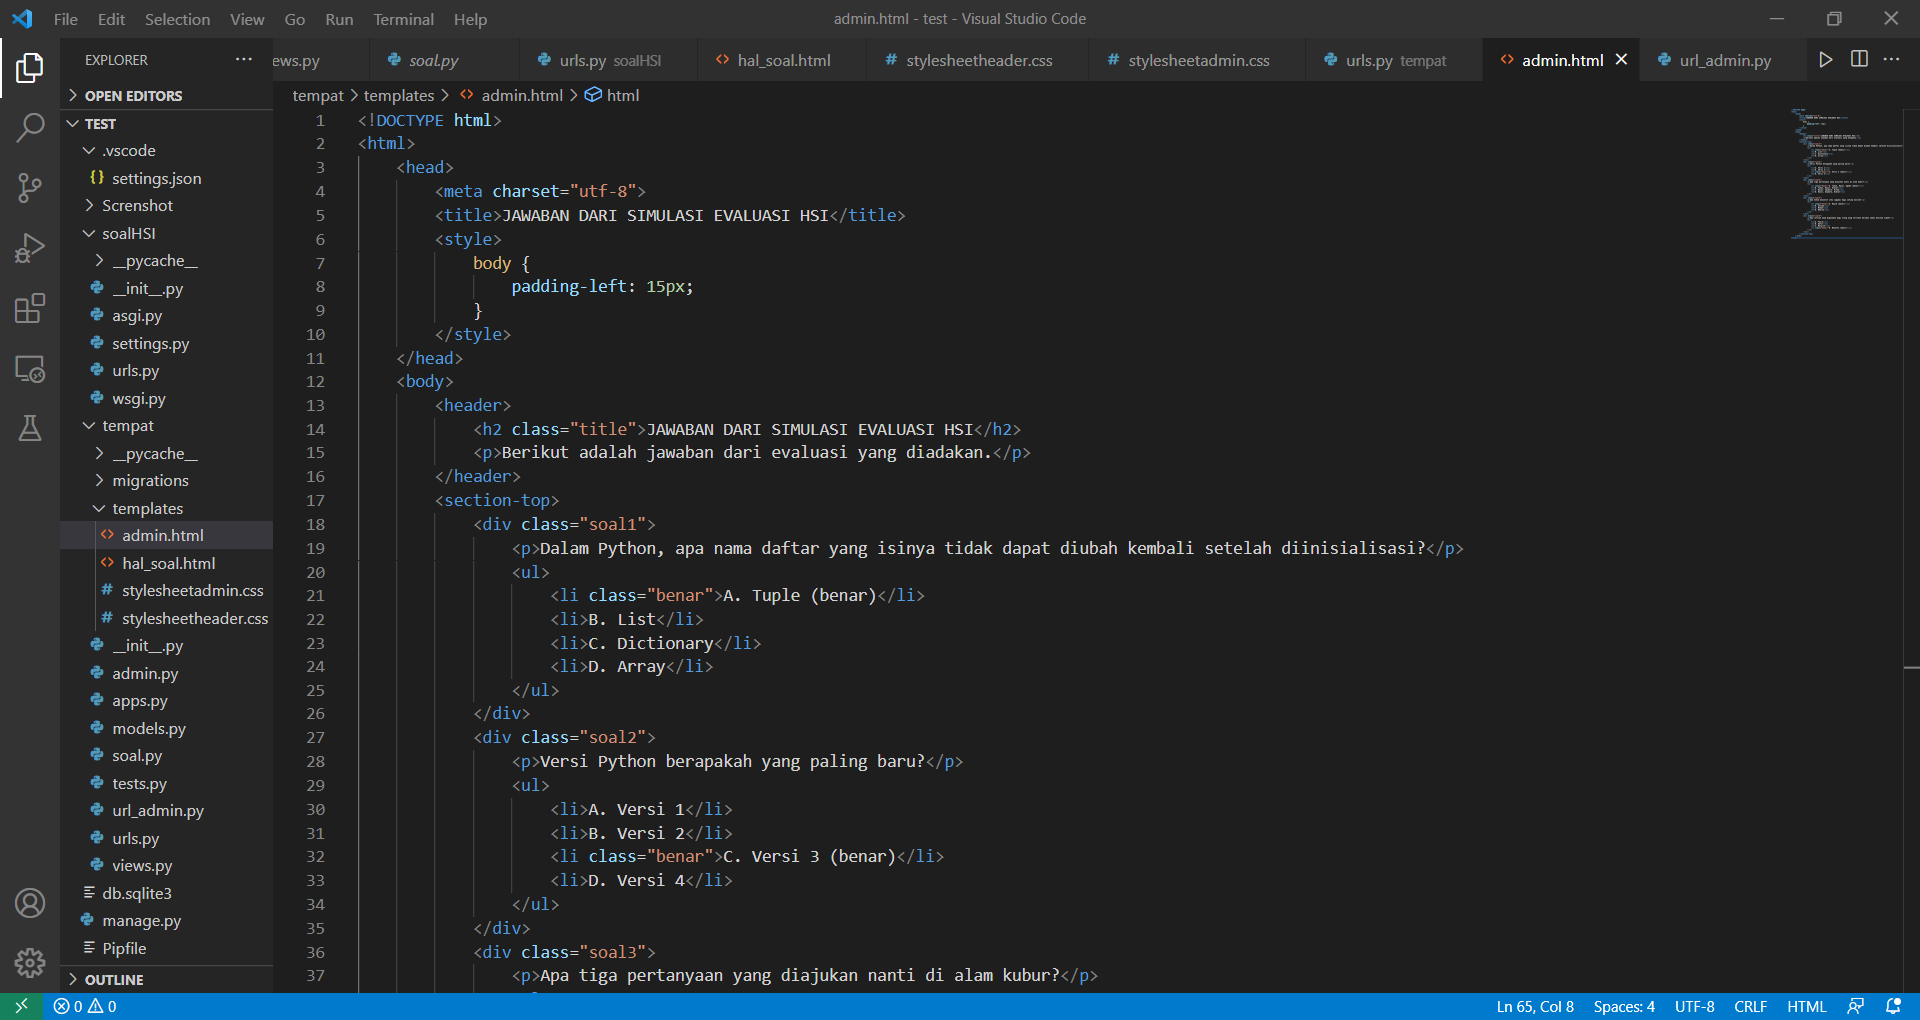 File Edit Selection View Go Run Terminal Help
admin.html - test - Visual Studio Code
EXPLORER
ews.py
soal.py
urls.py soalHSI
hal_soal.html
stylesheetheader.css
stylesheetadmin.css
urls.py tempat
admin.html
url_admin.py
tempat > templates > admin.html > html
OPEN EDITORS
TEST
.vscode
settings.json
Screnshot
soalHSI
__pycache__
__init__.py
asgi.py
settings.py
urls.py
wsgi.py
tempat
__pycache__
migrations
templates
admin.html
hal_soal.html
stylesheetadmin.css
stylesheetheader.css
__init__.py
admin.py
apps.py
models.py
soal.py
tests.py
url_admin.py
urls.py
views.py
db.sqlite3
manage.py
Pipfile
OUTLINE
1 <!DOCTYPE html>
2 <html>
3 <head>
4 <meta charset="utf-8">
5 <title>JAWABAN DARI SIMULASI EVALUASI HSI</title>
6 <style>
7 body {
8 padding-left: 15px;
9 }
10 </style>
11 </head>
12 <body>
13 <header>
14 <h2 class="title">JAWABAN DARI SIMULASI EVALUASI HSI</h2>
15 <p>Berikut adalah jawaban dari evaluasi yang diadakan.</p>
16 </header>
17 <section-top>
18 <div class="soal1">
19 <p>Dalam Python, apa nama daftar yang isinya tidak dapat diubah kembali setelah diinisialisasi?</p>
20 <ul>
21 <li class="benar">A. Tuple (benar)</li>
22 <li>B. List</li>
23 <li>C. Dictionary</li>
24 <li>D. Array</li>
25 </ul>
26 </div>
27 <div class="soal2">
28 <p>Versi Python berapakah yang paling baru?</p>
29 <ul>
30 <li>A. Versi 1</li>
31 <li>B. Versi 2</li>
32 <li class="benar">C. Versi 3 (benar)</li>
33 <li>D. Versi 4</li>
34 </ul>
35 </div>
36 <div class="soal3">
37 <p>Apa tiga pertanyaan yang diajukan nanti di alam kubur?</p>
0 0
Ln 65, Col 8 Spaces: 4 UTF-8 CRLF HTML